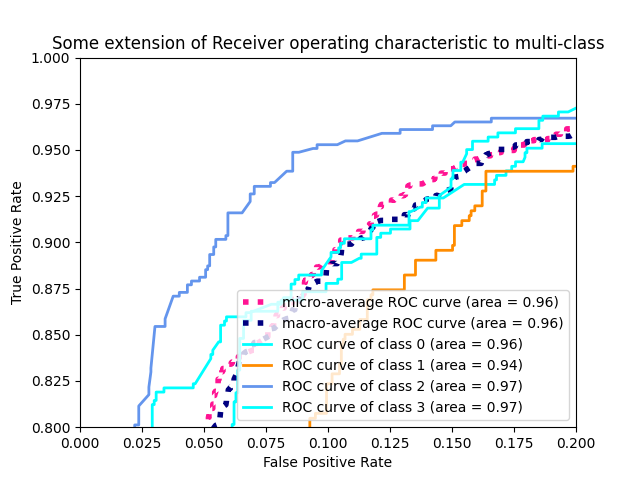 Some extension of Receiver operating characteristic to multi-class
1.000
0.975
0.950
0.925
0.900
0.875
0.850
0.825
0.800
True Positive Rate
micro-average ROC curve (area = 0.96)
macro-average ROC curve (area = 0.96)
ROC curve of class 0 (area = 0.96)
ROC curve of class 1 (area = 0.94)
ROC curve of class 2 (area = 0.97)
ROC curve of class 3 (area = 0.97)
0.000 0.025 0.050 0.075 0.100 0.125 0.150 0.175 0.200
False Positive Rate